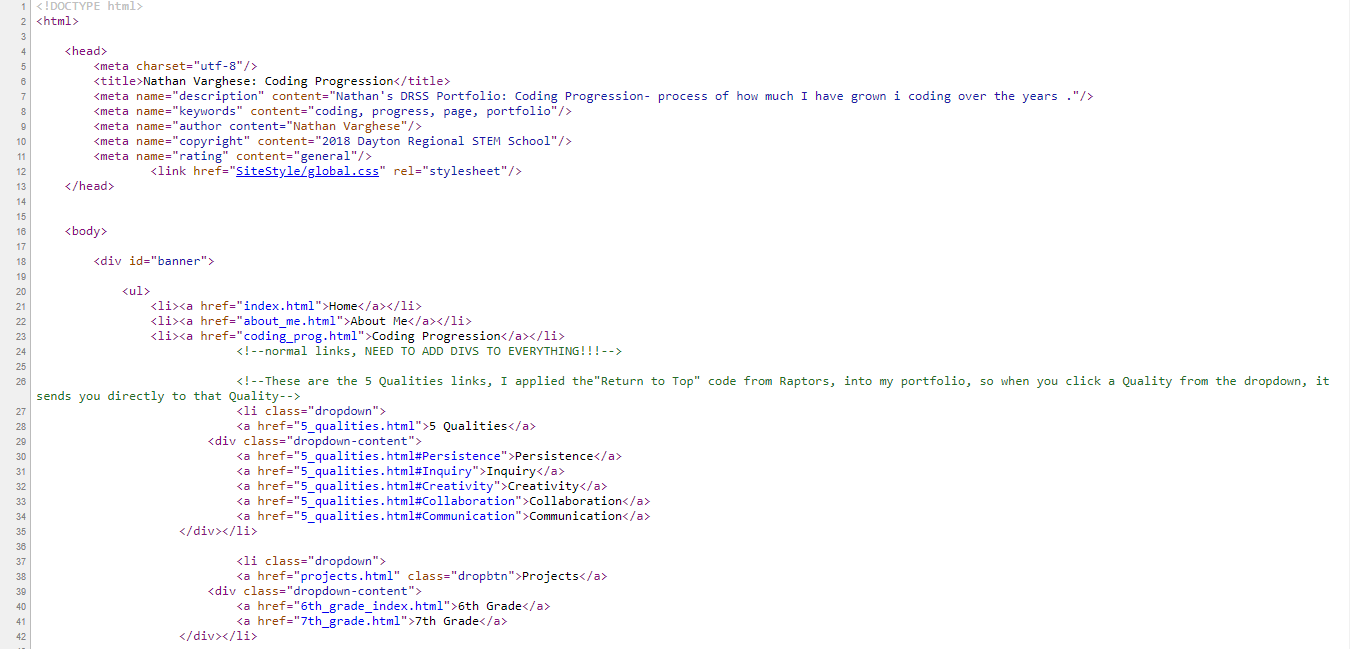 1 <!DOCTYPE html>
2 <html>
3
4 <head>
5 <meta charset="utf-8"/>
6 <title>Nathan Varghese: Coding Progression</title>
7 <meta name="description" content="Nathan's DRSS Portfolio: Coding Progression- process of how much I have grown i coding over the years ."/>
8 <meta name="keywords" content="coding, progress, page, portfolio"/>
9 <meta name="author content="Nathan Varghese"/>
10 <meta name="copyright" content="2018 Dayton Regional STEM School"/>
11 <meta name="rating" content="general"/>
12 <link href="SiteStyle/global.css" rel="stylesheet"/>
13 </head>
14
15
16 <body>
17
18 <div id="banner">
19
20 <ul>
21 <li><a href="index.html">Home</a></li>
22 <li><a href="about_me.html">About Me</a></li>
23 <li><a href="coding_prog.html">Coding Progression</a></li>
24 <!--normal links, NEED TO ADD DIVS TO EVERYTHING!!!-->
25
26 <!--These are the 5 Qualities links, I applied the"Return to Top" code from Raptors, into my portfolio, so when you click a Quality from the dropdown, it
sends you directly to that Quality-->
27 <li class="dropdown">
28 <a href="5_qualities.html">5 Qualities</a>
29 <div class="dropdown-content">
30 <a href="5_qualities.html#Persistence">Persistence</a>
31 <a href="5_qualities.html#Inquiry">Inquiry</a>
32 <a href="5_qualities.html#Creativity">Creativity</a>
33 <a href="5_qualities.html#Collaboration">Collaboration</a>
34 <a href="5_qualities.html#Communication">Communication</a>
35 </div></li>
36
37 <li class="dropdown">
38 <a href="projects.html" class="dropbtn">Projects</a>
39 <div class="dropdown-content">
40 <a href="6th_grade_index.html">6th Grade</a>
41 <a href="7th_grade.html">7th Grade</a>
42 </div></li>